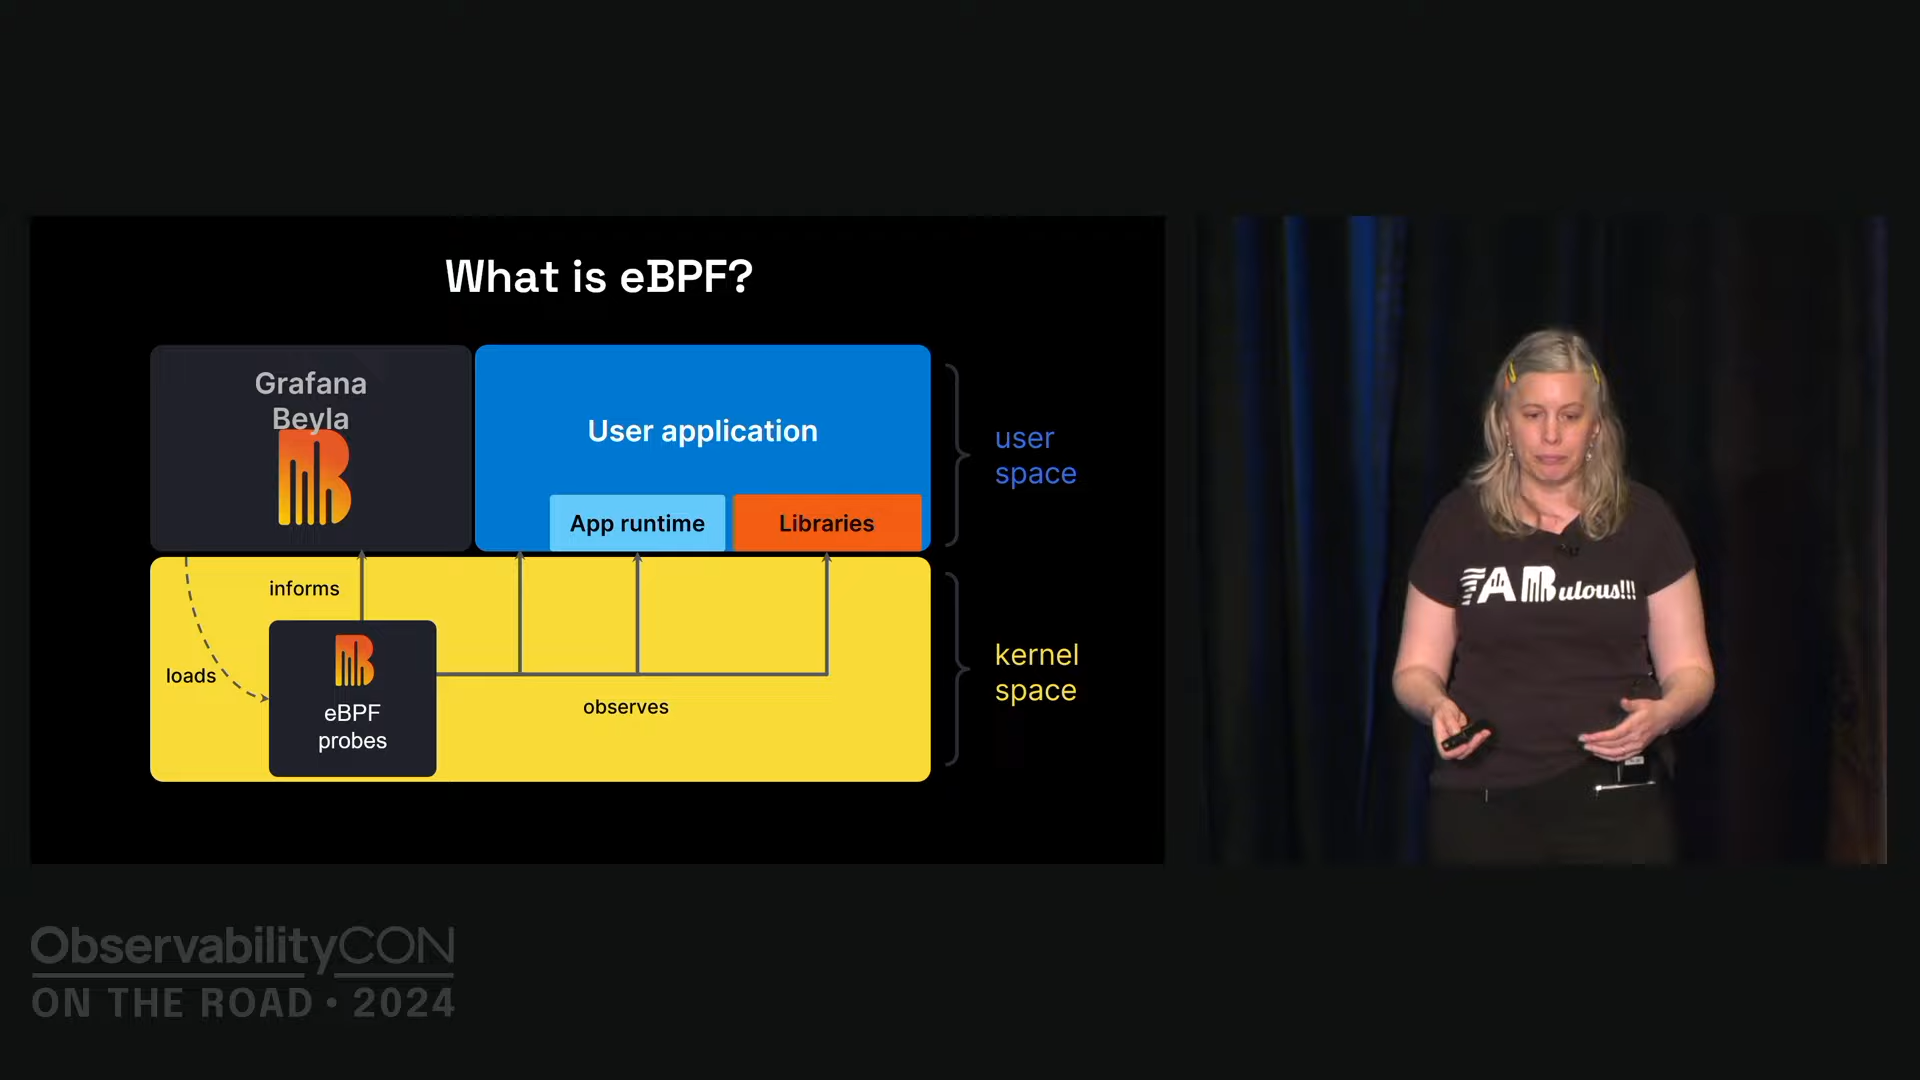 What is eBPF?
Grafana
Beyla
User application
App runtime
Libraries
user
space
informs
loads
eBPF
probes
observes
kernel
space
FABulous!!!
ObservabilityCON
ON THE ROAD • 2024